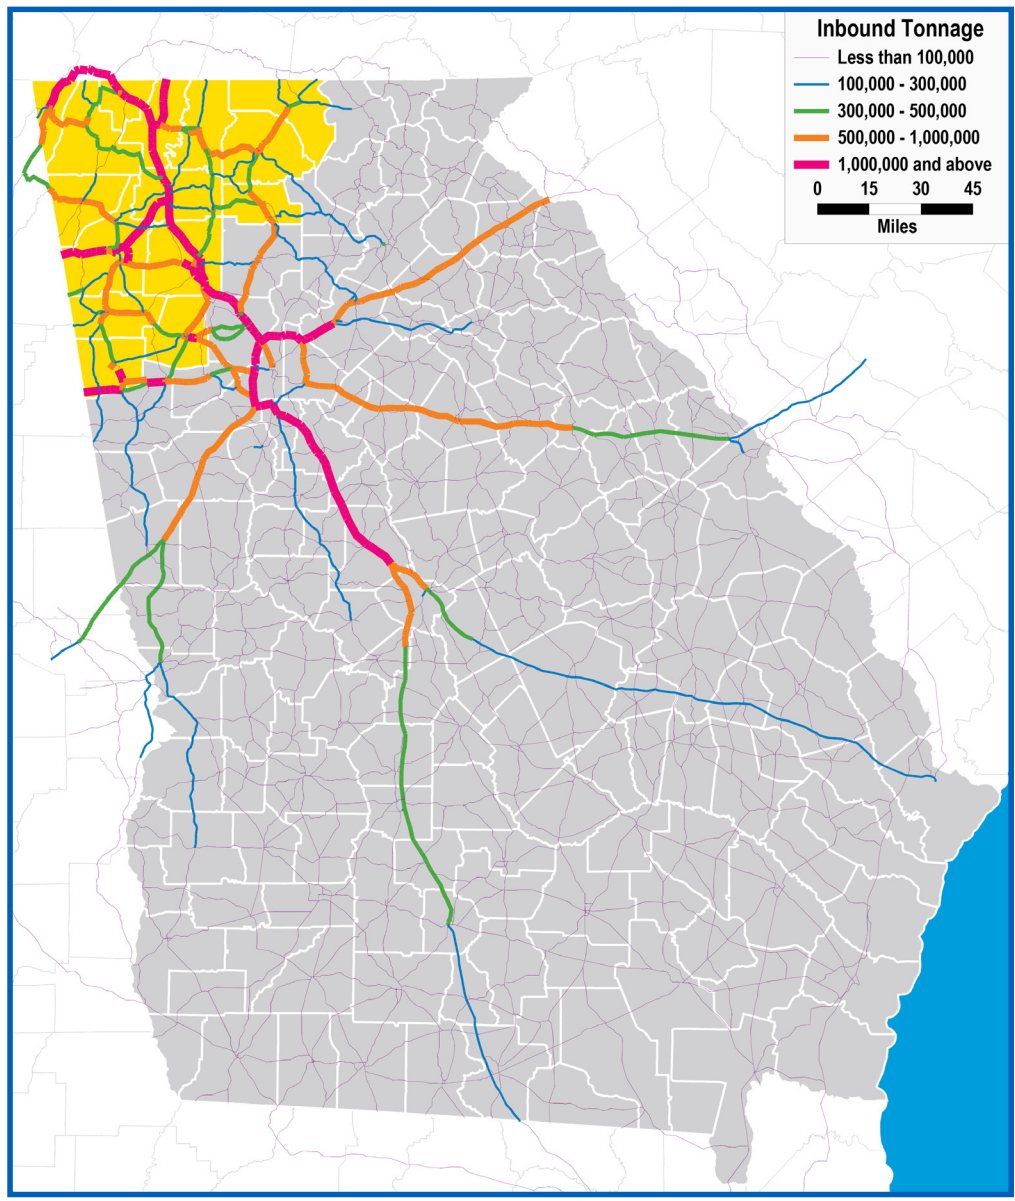 Inbound Tonnage
Less than 100,000
100,000 - 300,000
300,000 - 500,000
500,000 - 1,000,000
1,000,000 and above
0 15 30 45
Miles